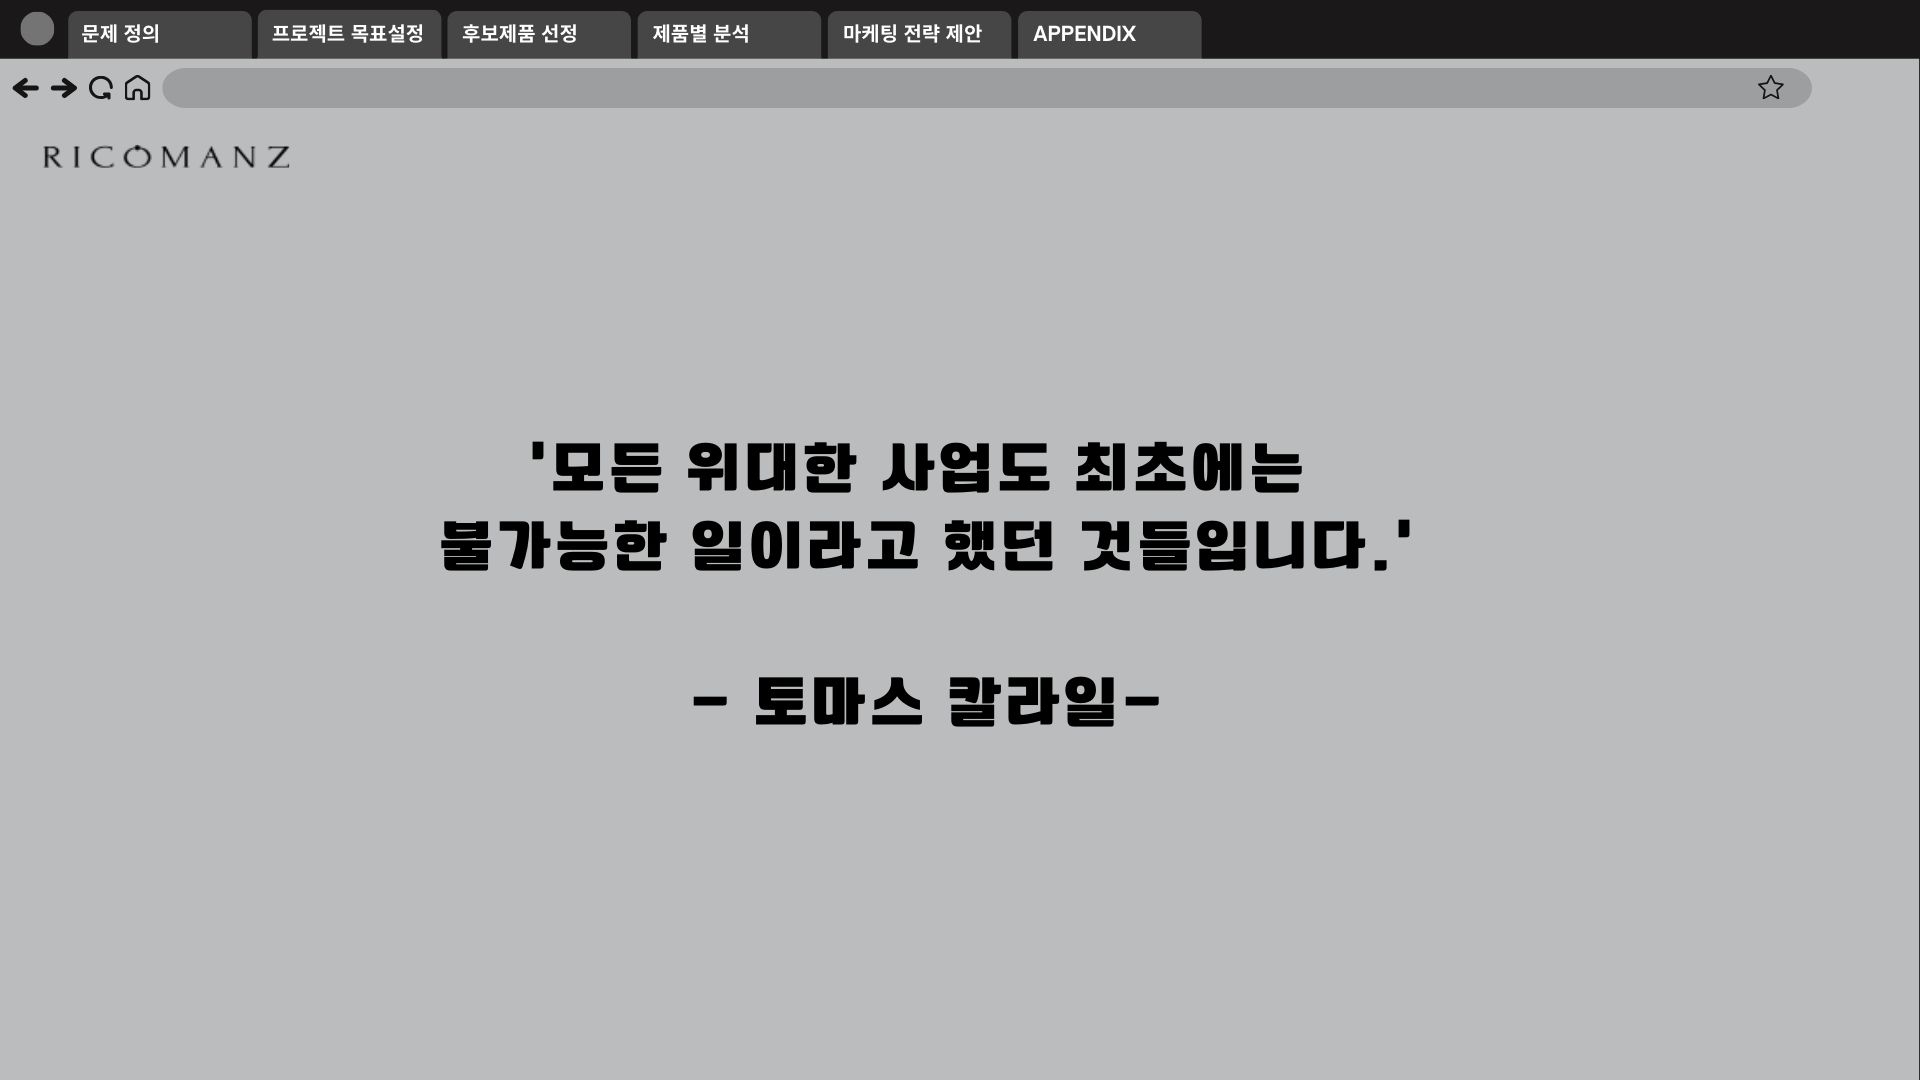 문제 정의
프로젝트 목표설정
후보제품 선정
제품별 분석
마케팅 전략 제안
APPENDIX
RICOMANZ
'모든 위대한 사업도 최초에는
불가능한 일이라고 했던 것들입니다.'
- 토마스 칼라일-